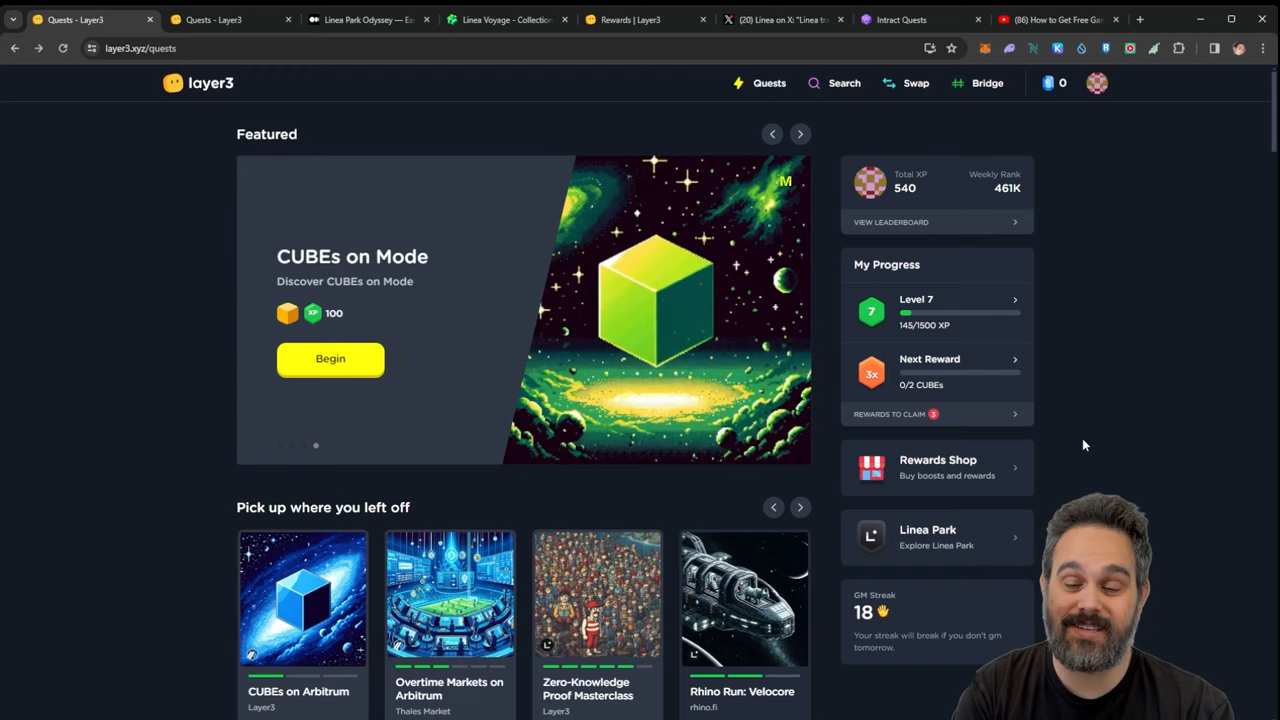 Quests - Layer3
Quests - Layer3
Linea Park Odyssey — Ear
Linea Voyage - Collection
Rewards | Layer3
(20) Linea on X: "Linea tra
Intract Quests
(86) How to Get Free Gar
layer3.xyz/quests
layer3
Quests
Search
Swap
Bridge
0
Featured
M
CUBEs on Mode
Discover CUBEs on Mode
XP 100
Begin
Total XP
540
Weekly Rank
461K
VIEW LEADERBOARD
My Progress
7
Level 7
145/1500 XP
3x
Next Reward
0/2 CUBEs
REWARDS TO CLAIM 3
Rewards Shop
Buy boosts and rewards
Linea Park
Explore Linea Park
GM Streak
18
Your streak will break if you don't gm
tomorrow.
Pick up where you left off
CUBEs on Arbitrum
Layer3
Overtime Markets on
Arbitrum
Thales Market
Zero-Knowledge
Proof Masterclass
Layer3
Rhino Run: Velocore
rhino.fi